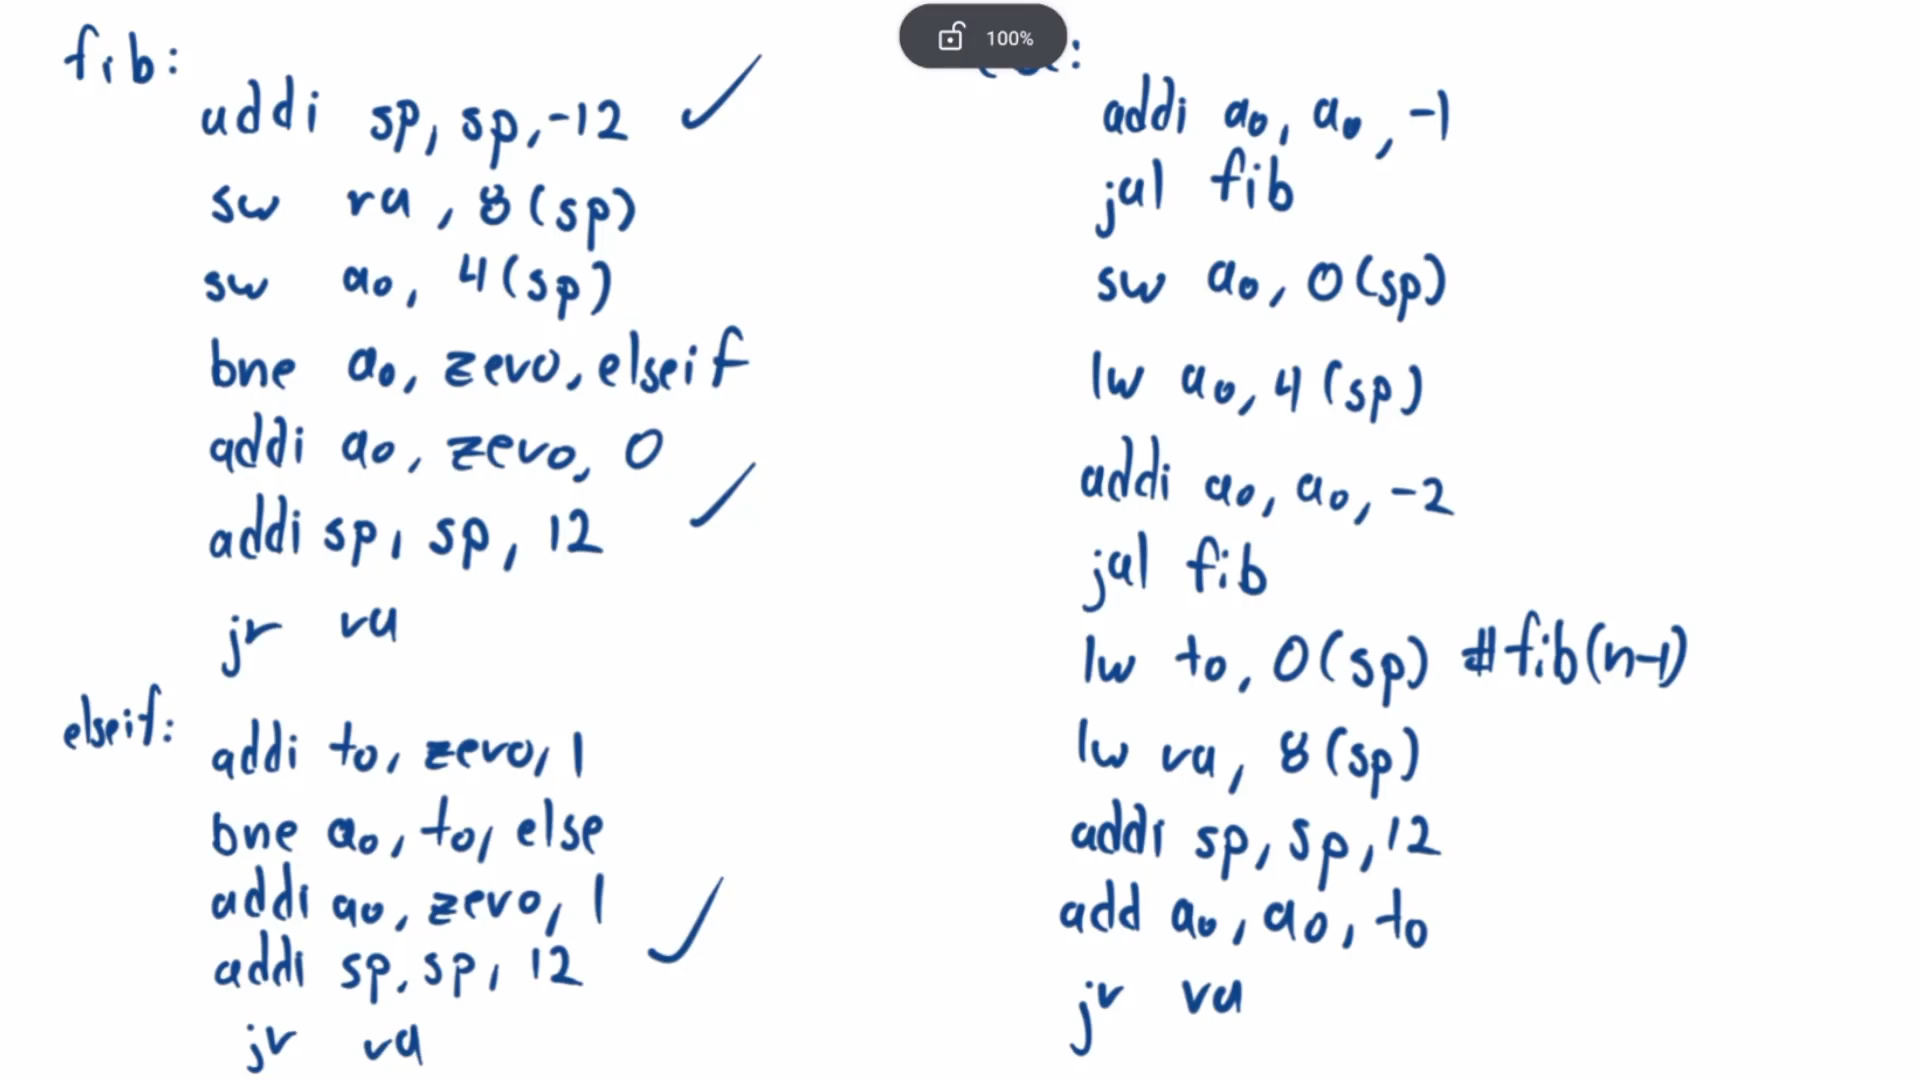 fib:
addi sp, sp, -12
sw ra, 8(sp)
sw a0, 4(sp)
bne a0, zero, elseif
addi a0, zero, 0
addi sp, sp, 12
jr ra
elseif:
addi t0, zero, 1
bne a0, t0, else
addi a0, zero, 1
addi sp, sp, 12
jr ra
100%
addi a0, a0, -1
jal fib
sw a0, 0(sp)
lw a0, 4(sp)
addi a0, a0, -2
jal fib
lw t0, 0(sp) #fib(n-1)
lw ra, 8(sp)
addi sp, sp, 12
add a0, a0, t0
jr ra